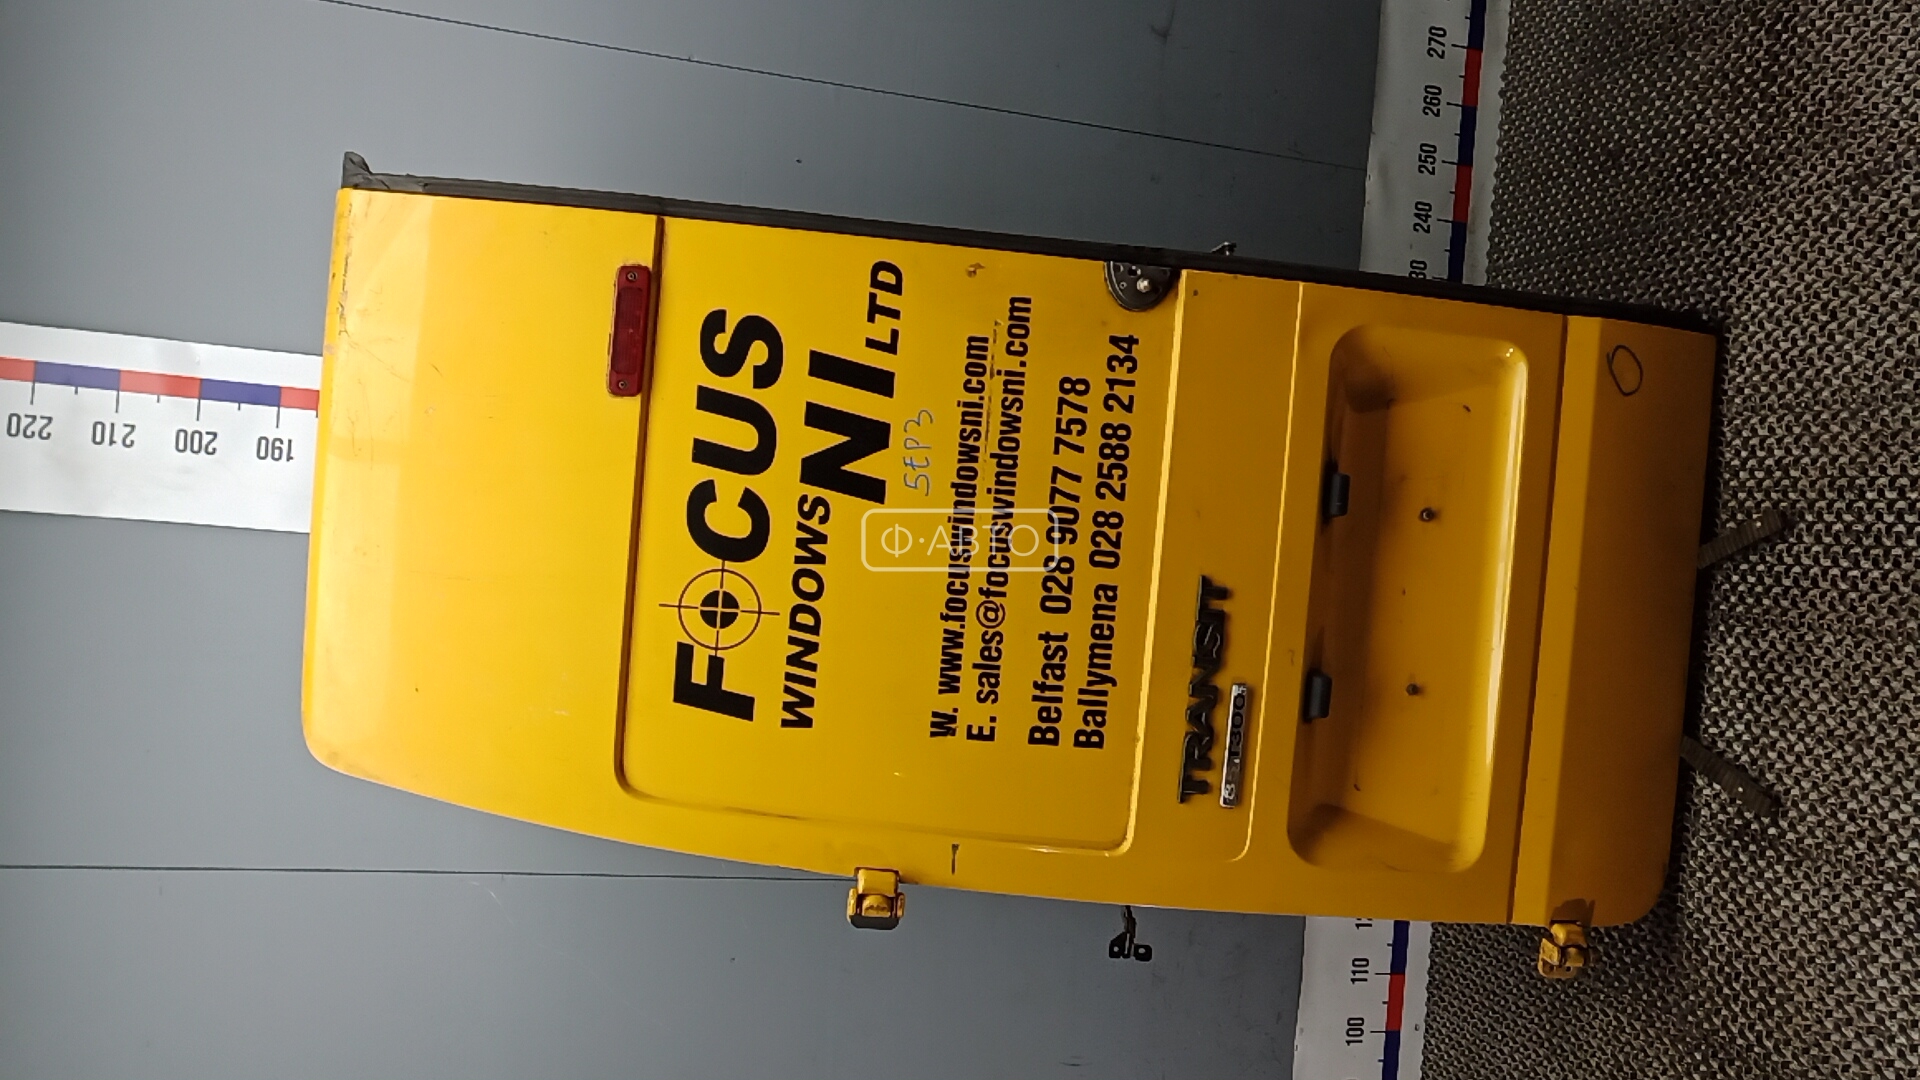 FOCUS
WINDOWS NI LTD
5EP3
W. www.focuswindowsni.com
E. sales@focuswindowsni.com
Belfast 028 9077 7578
Ballymena 028 2588 2134
TRANSIT
Ф·АВТО
220 210 200 190
270
260
250
240
110
100